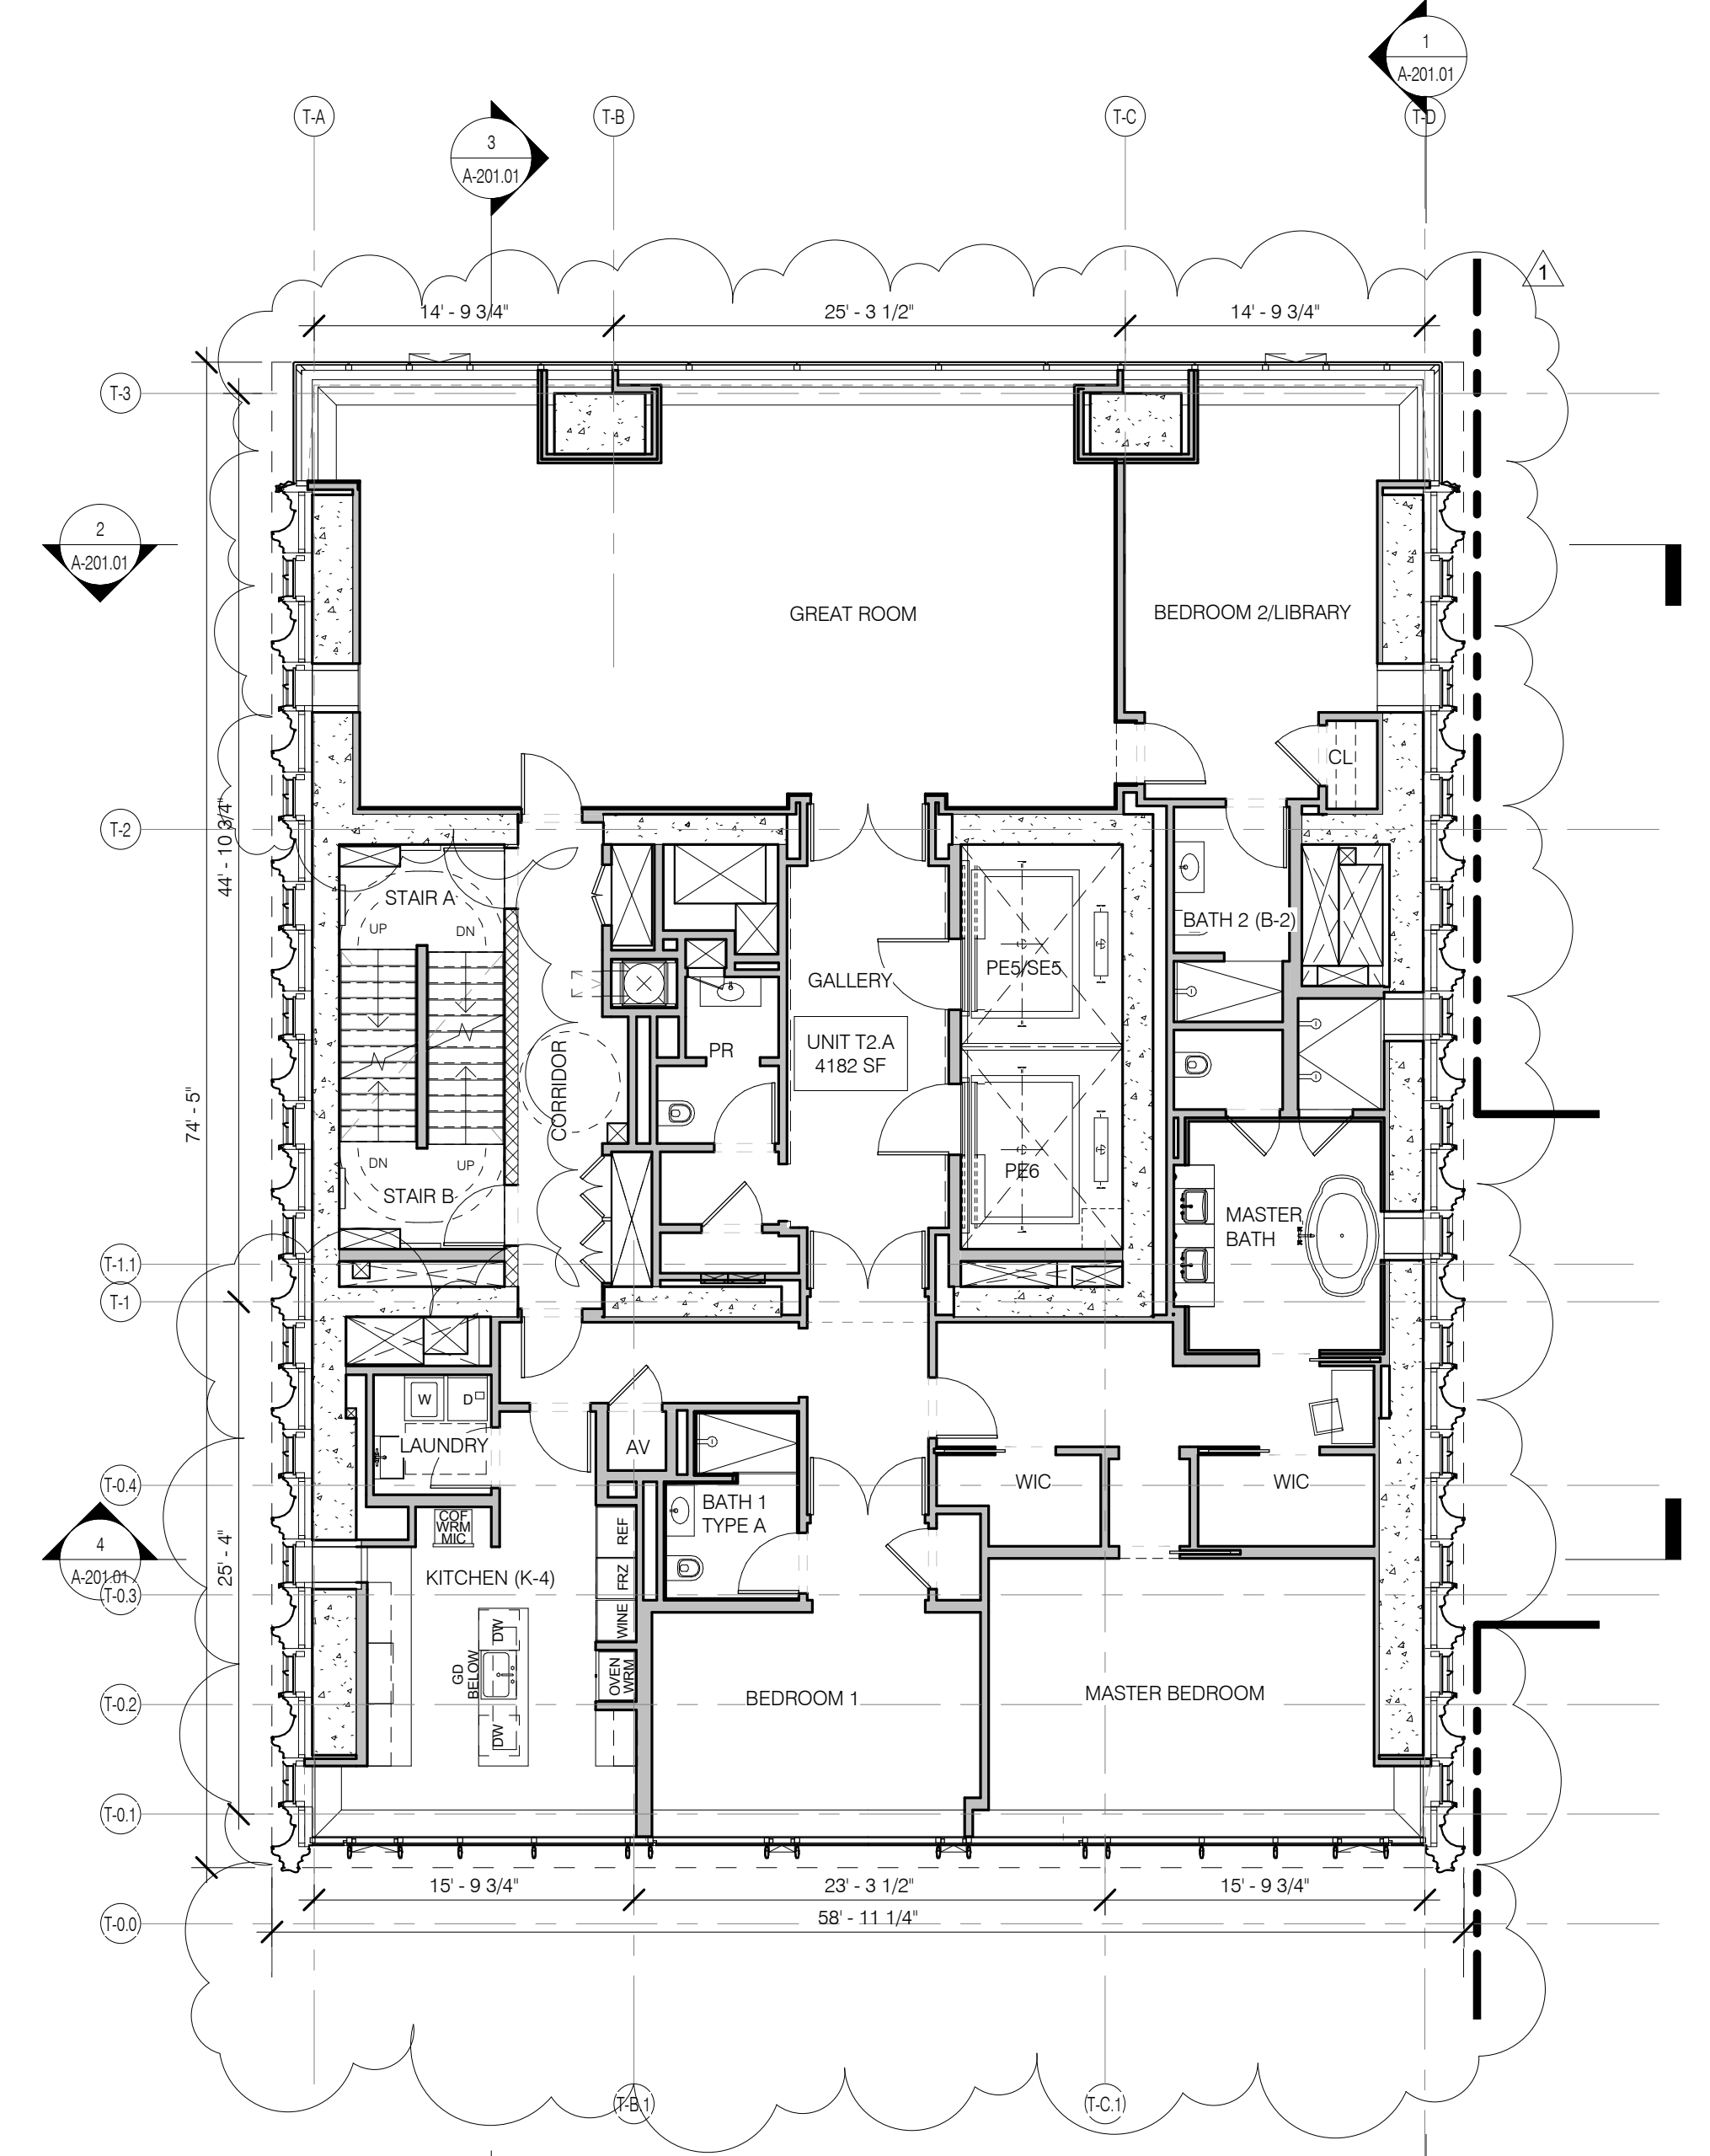 1
A-201.01
T-A
T-B
T-C
T-D
3
A-201.01
1
14' - 9 3/4"
25' - 3 1/2"
14' - 9 3/4"
T-3
2
A-201.01
GREAT ROOM
BEDROOM 2/LIBRARY
CL
T-2
44' - 10 3/4"
STAIR A
UP
DN
BATH 2 (B-2)
GALLERY
PE5/SE5
UNIT T2.A
4182 SF
PR
CORRIDOR
74' - 5"
DN
UP
STAIR B
PE6
MASTER
BATH
T-1.1
T-1
W
D
LAUNDRY
AV
WIC
WIC
T-0.4
BATH 1
TYPE A
COF
WRM
MIC
REF
4
A-201.01
25' - 4"
KITCHEN (K-4)
FRZ
T-0.3
WINE
DW
GD
BELOW
OVEN
WRM
DW
BEDROOM 1
MASTER BEDROOM
T-0.2
T-0.1
15' - 9 3/4"
23' - 3 1/2"
15' - 9 3/4"
58' - 11 1/4"
T-0.0
T-B.1
T-C.1